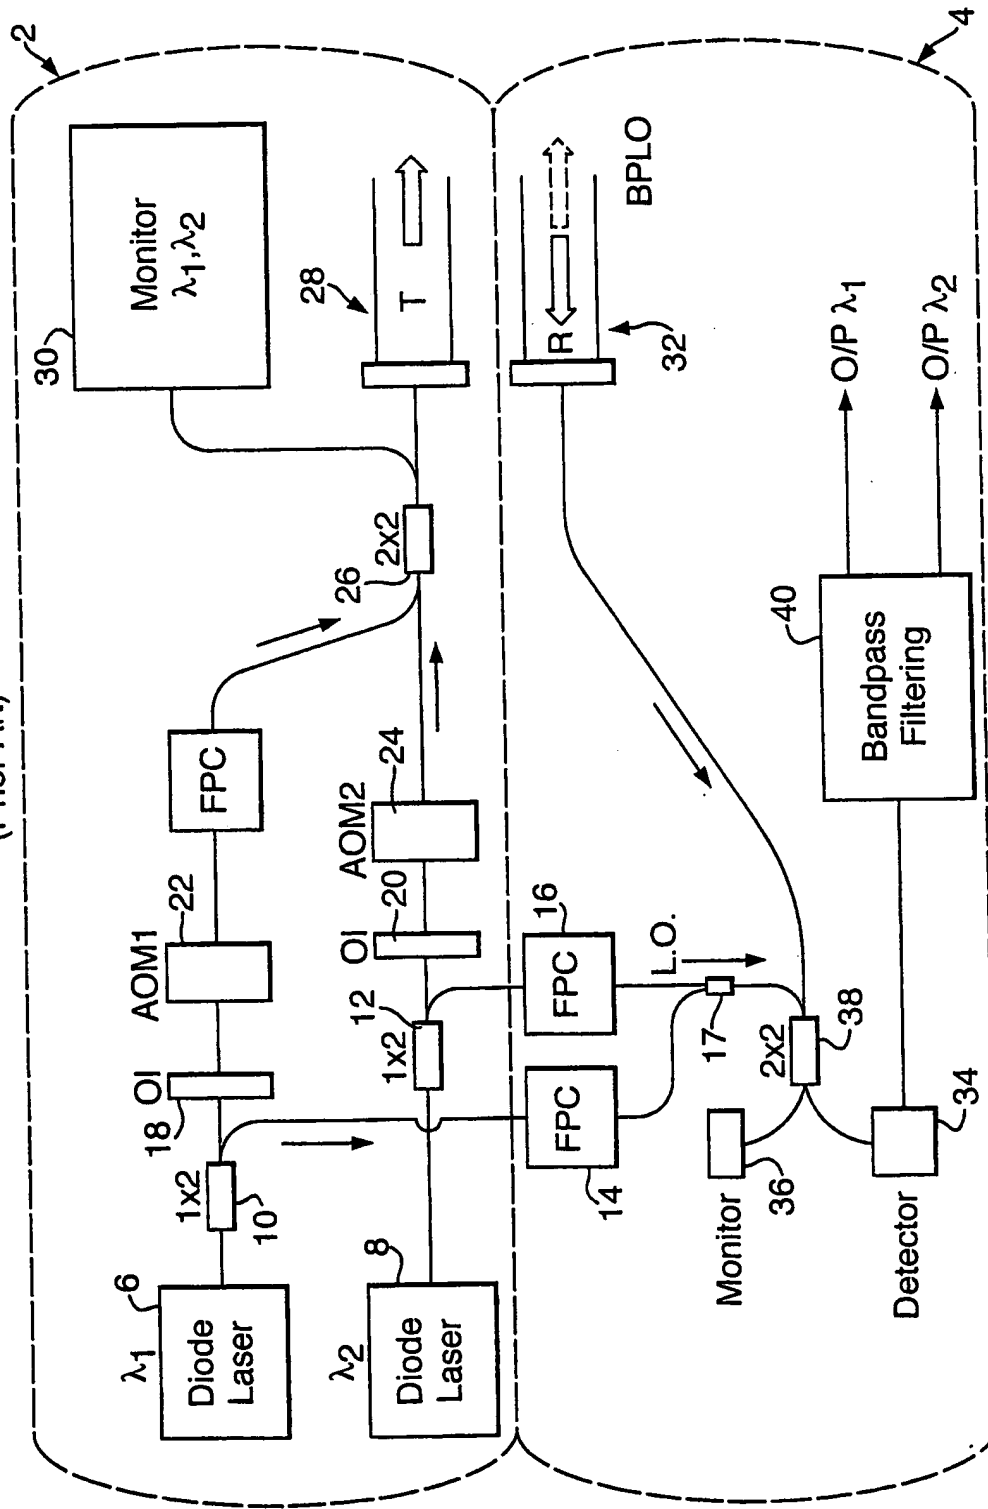 (Prior Art)
2
30
Monitor
λ1,λ2
28
T
FPC
26
2x2
22
AOM1
24
AOM2
20
OI
OI
18
12
1x2
1x2
10
6
λ1
Diode
Laser
8
λ2
Diode
Laser
4
BPLO
R
32
16
FPC
L.O.
17
FPC
14
2x2
38
Monitor
36
Detector
34
40
Bandpass
Filtering
O/P λ1
O/P λ2